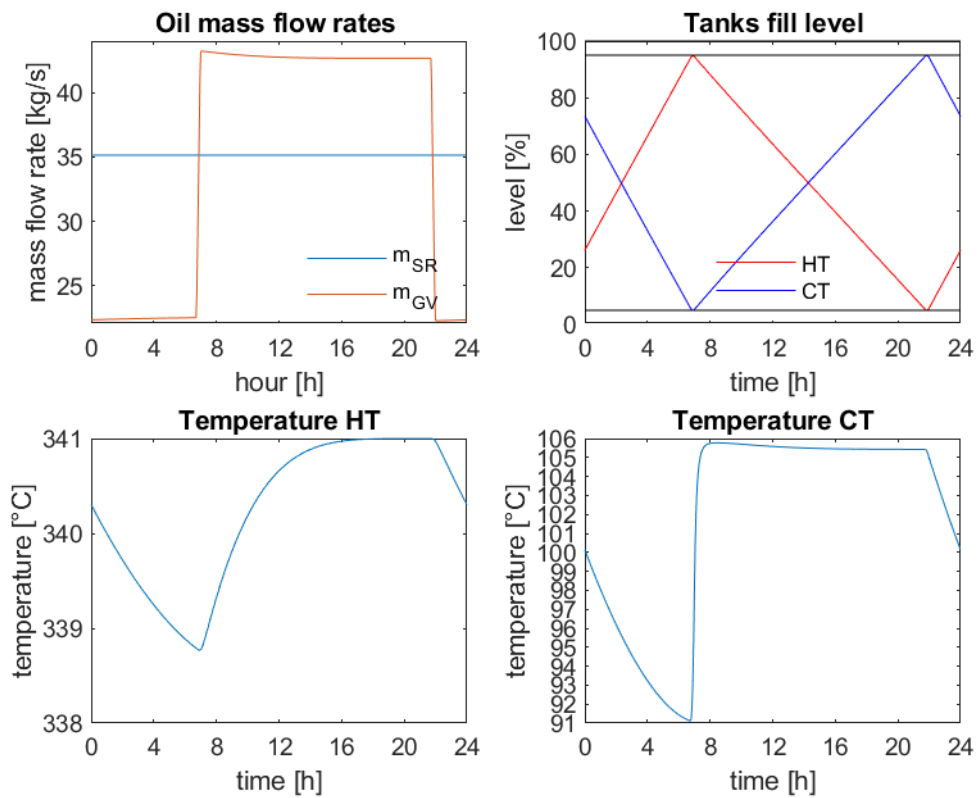 Oil mass flow rates
mass flow rate [kg/s]
40
35
30
25
m_SR
m_GV
0 4 8 12 16 20 24
hour [h]
Tanks fill level
level [%]
100
80
60
40
20
0
HT
CT
0 4 8 12 16 20 24
time [h]
Temperature HT
temperature [°C]
341
340
339
338
0 4 8 12 16 20 24
time [h]
Temperature CT
temperature [°C]
106
105
104
103
102
101
100
99
98
97
96
95
94
93
92
91
0 4 8 12 16 20 24
time [h]